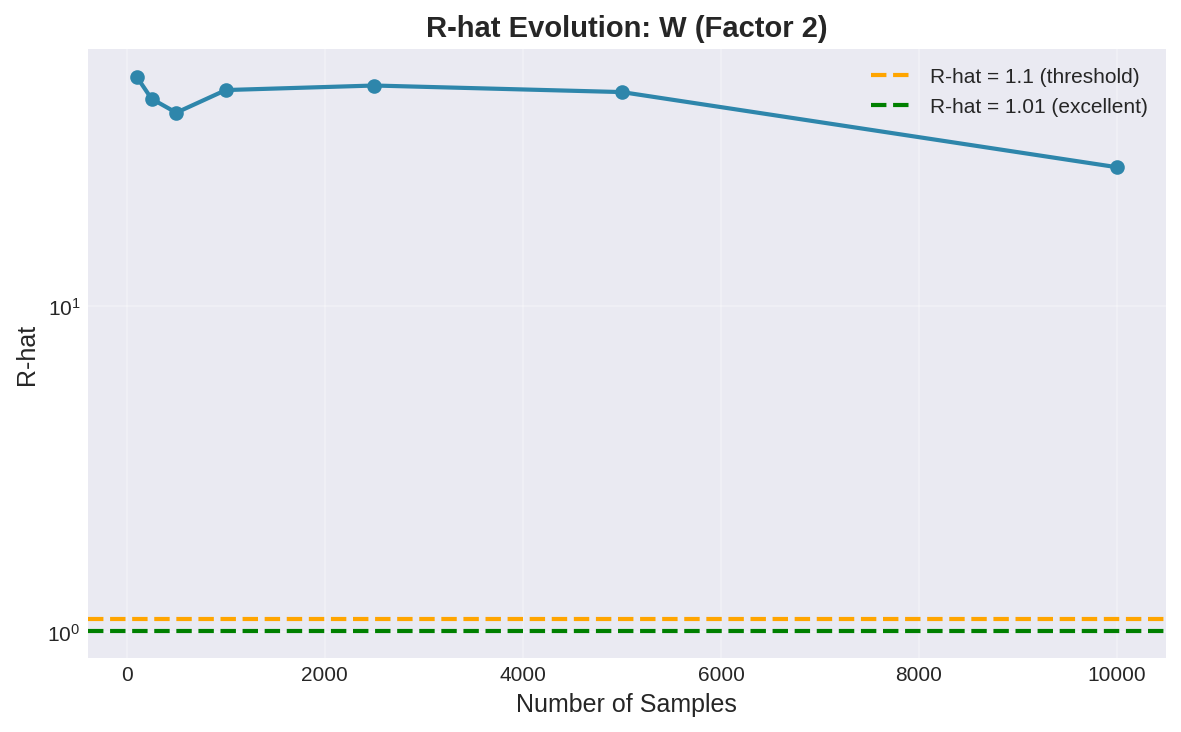 R-hat Evolution: W (Factor 2)
R-hat = 1.1 (threshold)
R-hat = 1.01 (excellent)
10¹
10⁰
R-hat
0 2000 4000 6000 8000 10000
Number of Samples